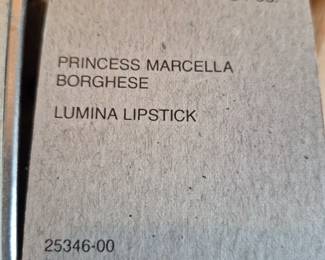 PRINCESS MARCELLA
BORGHESE
LUMINA LIPSTICK
25346-00